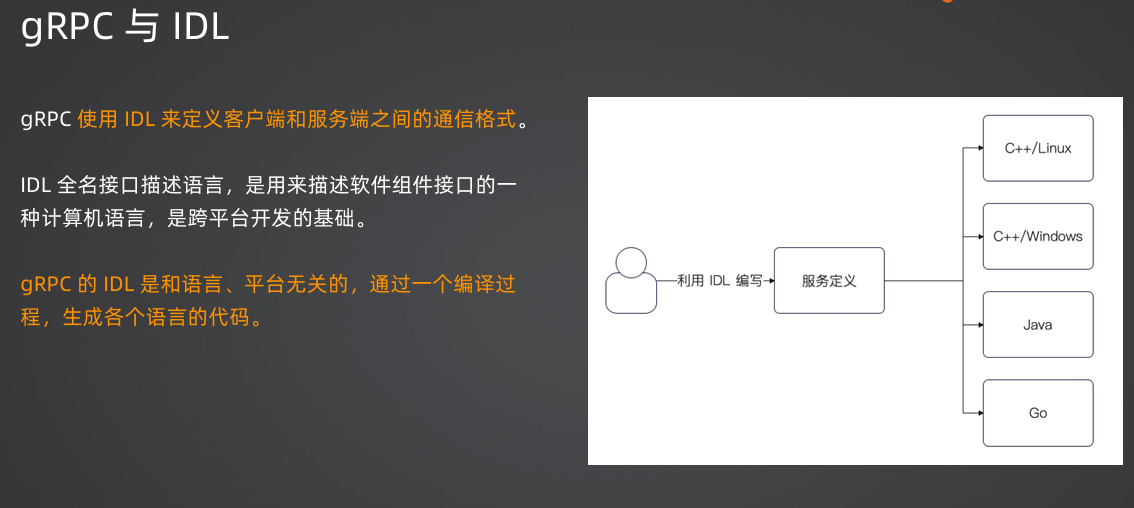 gRPC 与 IDL
gRPC 使用 IDL 来定义客户端和服务端之间的通信格式。
IDL 全名接口描述语言，是用来描述软件组件接口的一
种计算机语言，是跨平台开发的基础。
gRPC 的 IDL 是和语言、平台无关的，通过一个编译过
程，生成各个语言的代码。
利用 IDL 编写
服务定义
C++/Linux
C++/Windows
Java
Go